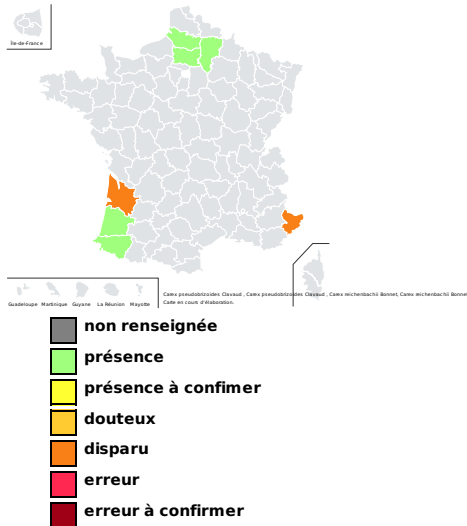 Île-de-France
Guadeloupe Martinique Guyane La Réunion Mayotte
Carex pseudobrizoides Clavaud , Carex pseudobrizoides Clavaud , Carex reichenbachii Bonnet, Carex reichenbachii Bonnet
Carte en cours d'élaboration.
non renseignée
présence
présence à confimer
douteux
disparu
erreur
erreur à confirmer